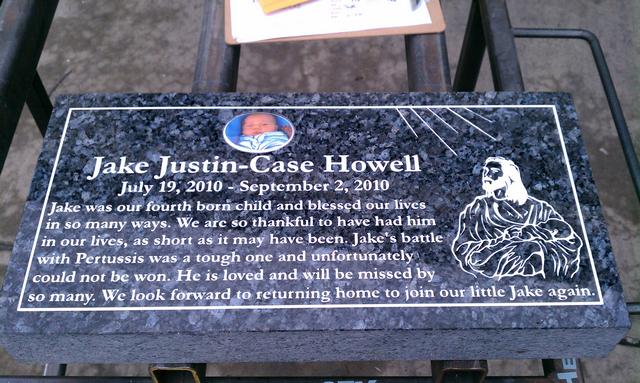 Jake Justin-Case Howell
July 19, 2010 - September 2, 2010
Jake was our fourth born child and blessed our lives
in so many ways. We are so thankful to have had him
in our lives, as short as it may have been. Jake's battle
with Pertussis was a tough one and unfortunately
could not be won. He is loved and will be missed by
so many. We look forward to returning home to join our little Jake again.